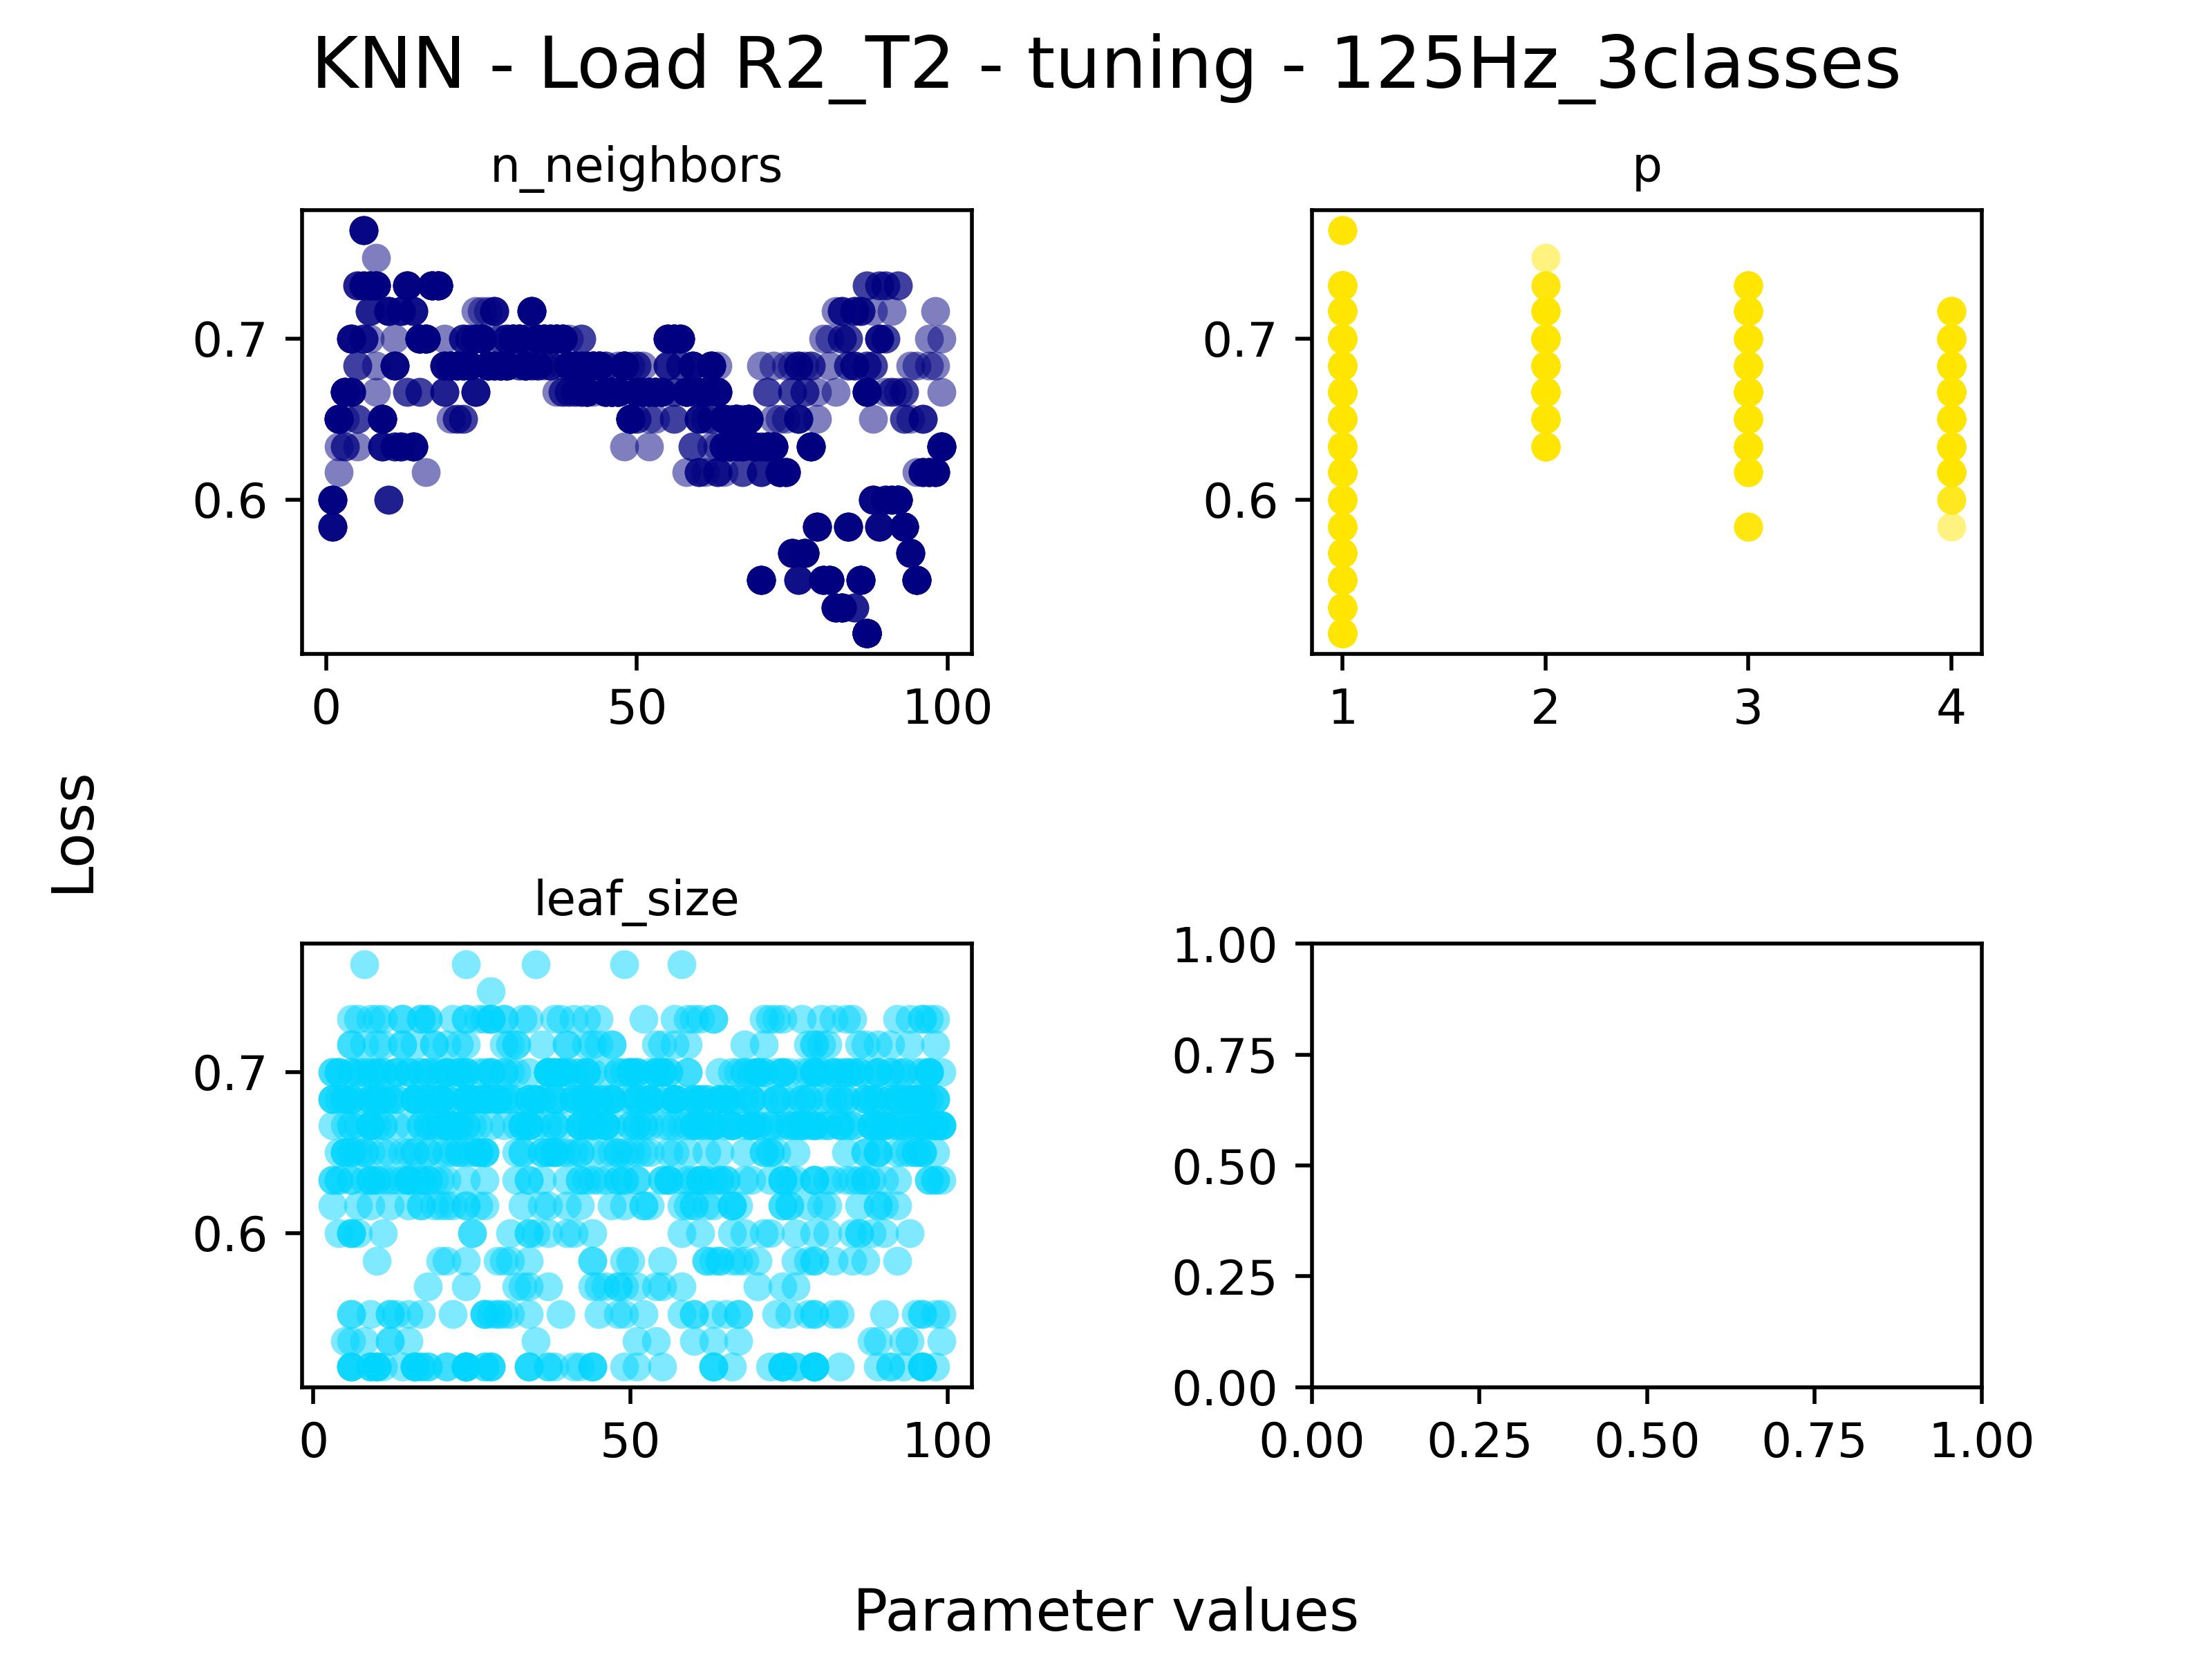 KNN - Load R2_T2 - tuning - 125Hz_3classes
n_neighbors
0.7
0.6
0 50 100
p
0.7
0.6
1 2 3 4
Loss
leaf_size
0.7
0.6
0 50 100
1.00
0.75
0.50
0.25
0.00
0.00 0.25 0.50 0.75 1.00
Parameter values